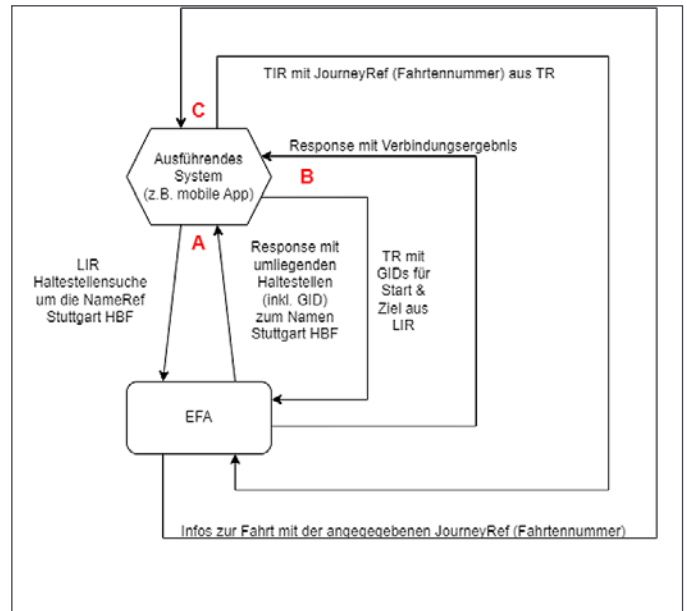 TIR mit JourneyRef (Fahrtennummer) aus TR
C
Response mit Verbindungsergebnis
Ausführendes
System
(z.B. mobile App)
B
A
LIR
Haltestellensuche
um die NameRef
Stuttgart HBF
Response mit
umliegenden
Haltestellen
(inkl. GID)
zum Namen
Stuttgart HBF
TR mit
GIDs für
Start &
Ziel aus
LIR
EFA
Infos zur Fahrt mit der angegegebenen JourneyRef (Fahrtennummer)